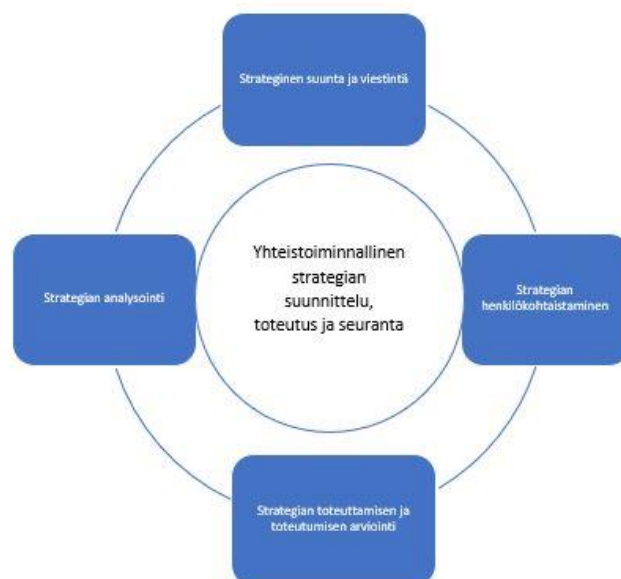 Strateginen suunta ja viestintä
Yhteistoiminnallinen
strategian
suunnittelu,
toteutus ja seuranta
Strategian analysointi
Strategian
henkilökohtaistaminen
Strategian toteuttamisen ja
toteutumisen arviointi